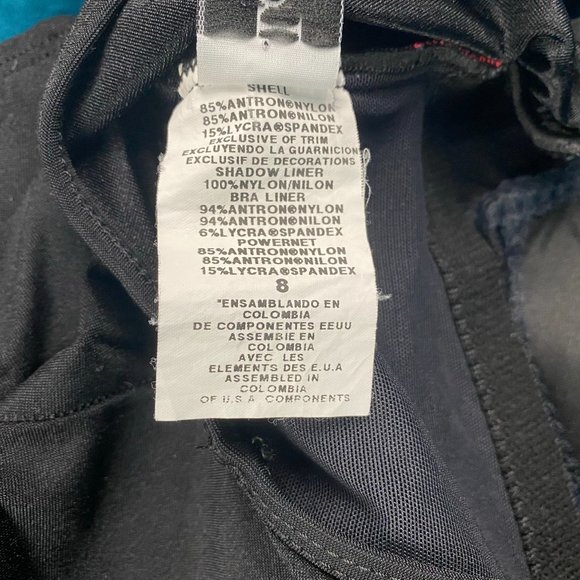 SHELL
85%ANTRON®NYLON
85%ANTRON®NILON
15%LYCRA®SPANDEX
EXCLUSIVE OF TRIM
EXCLUYENDO LA GUARNICION
EXCLUSIF DE DECORATIONS
SHADOW LINER
100%NYLON/NILON
BRA LINER
94%ANTRON®NYLON
94%ANTRON®NILON
6%LYCRA®SPANDEX
POWERNET
85%ANTRON®NYLON
85%ANTRON®NILON
15%LYCRA®SPANDEX
8
"ENSAMBLANDO EN
COLOMBIA
DE COMPONENTES EEUU
ASSEMBLE EN
COLOMBIA
AVEC LES
ELEMENTS DES E.U.A
ASSEMBLED IN
COLOMBIA
OF U.S.A COMPONENTS